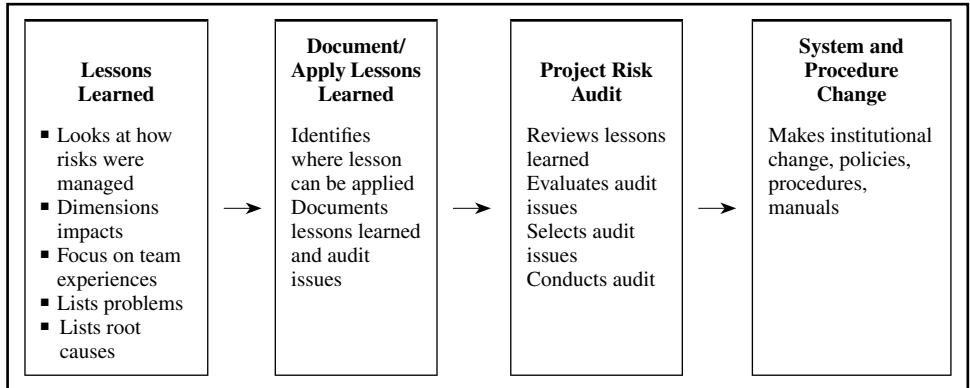 Lessons
Learned
▪ Looks at how
risks were
managed
▪ Dimensions
impacts
▪ Focus on team
experiences
▪ Lists problems
▪ Lists root
causes
Document/
Apply Lessons
Learned
Identifies
where lesson
can be applied
Documents
lessons learned
and audit
issues
Project Risk
Audit
Reviews lessons
learned
Evaluates audit
issues
Selects audit
issues
Conducts audit
System and
Procedure
Change
Makes institutional
change, policies,
procedures,
manuals